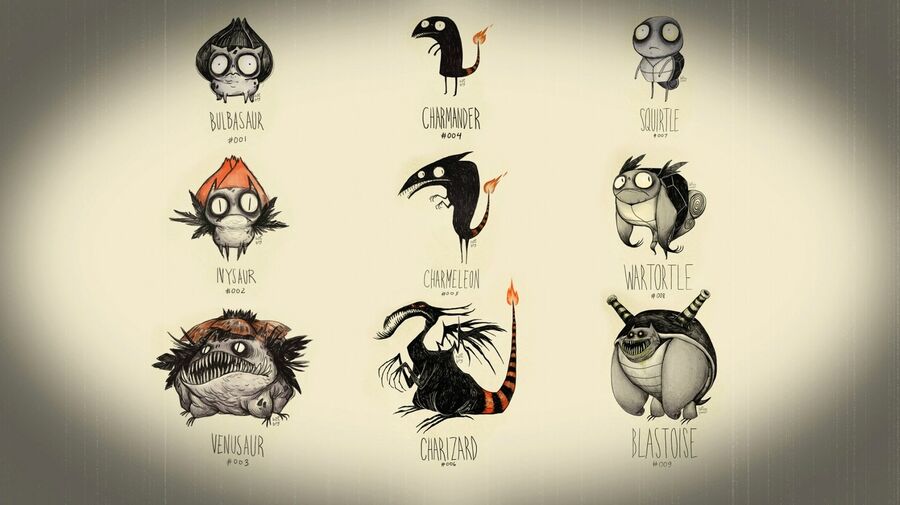 BULBASAUR
#001
CHARMANDER
#004
SQUIRTLE
#007
IVYSAUR
#002
CHARMELEON
#005
WARTORTLE
#008
VENUSAUR
#003
CHARIZARD
#006
BLASTOISE
#009